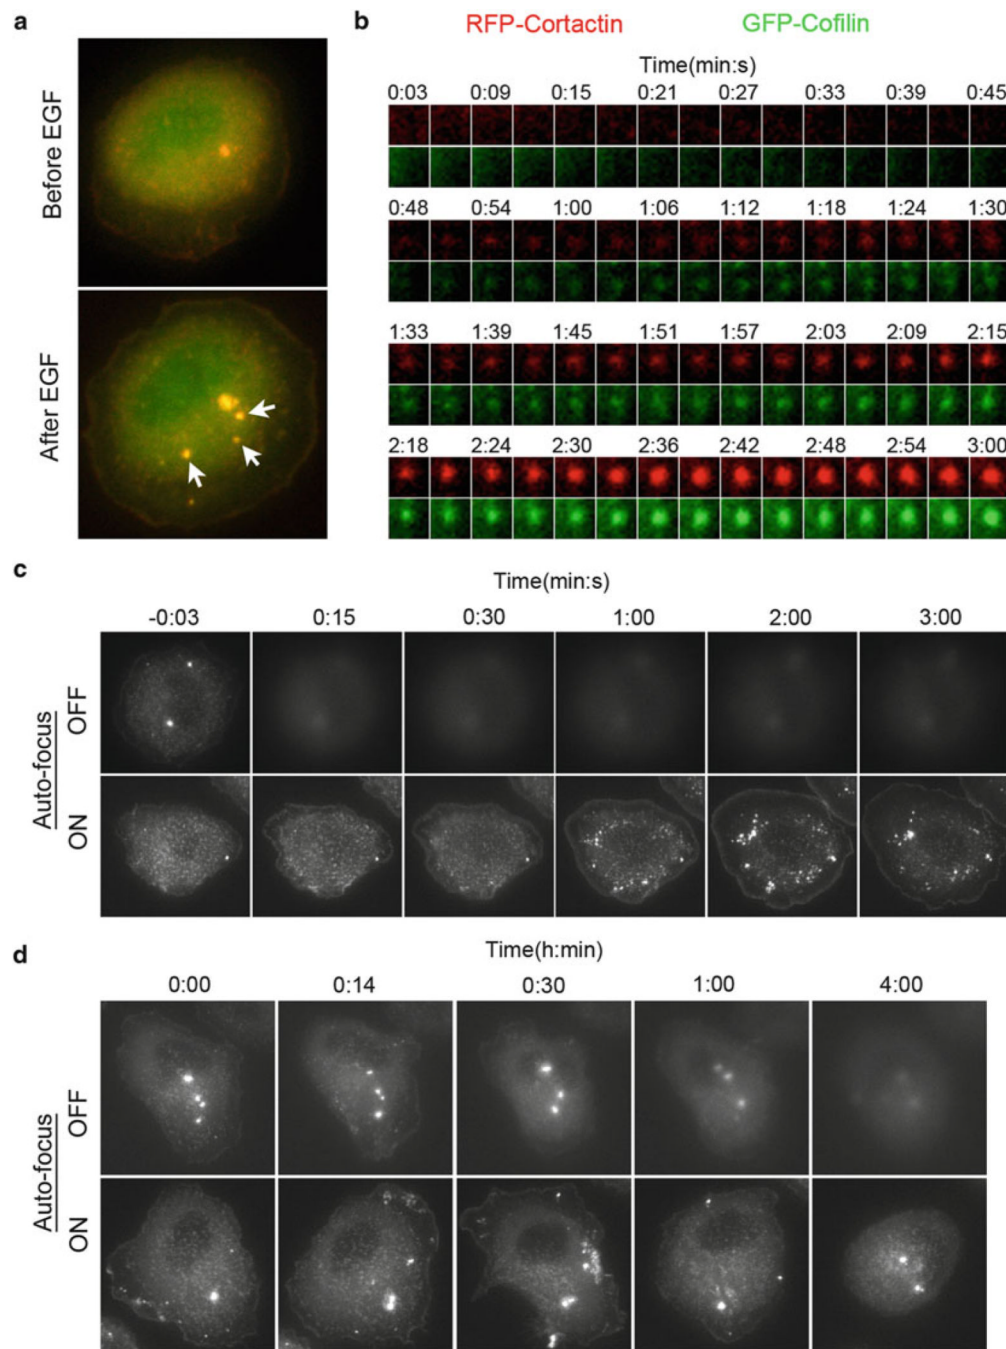 a
Before EGF
After EGF
b
RFP-Cortactin GFP-Cofilin
Time(min:s)
0:03 0:09 0:15 0:21 0:27 0:33 0:39 0:45
0:48 0:54 1:00 1:06 1:12 1:18 1:24 1:30
1:33 1:39 1:45 1:51 1:57 2:03 2:09 2:15
2:18 2:24 2:30 2:36 2:42 2:48 2:54 3:00
c
Time(min:s)
-0:03 0:15 0:30 1:00 2:00 3:00
Auto-focus
OFF
ON
d
Time(h:min)
0:00 0:14 0:30 1:00 4:00
Auto-focus
OFF
ON